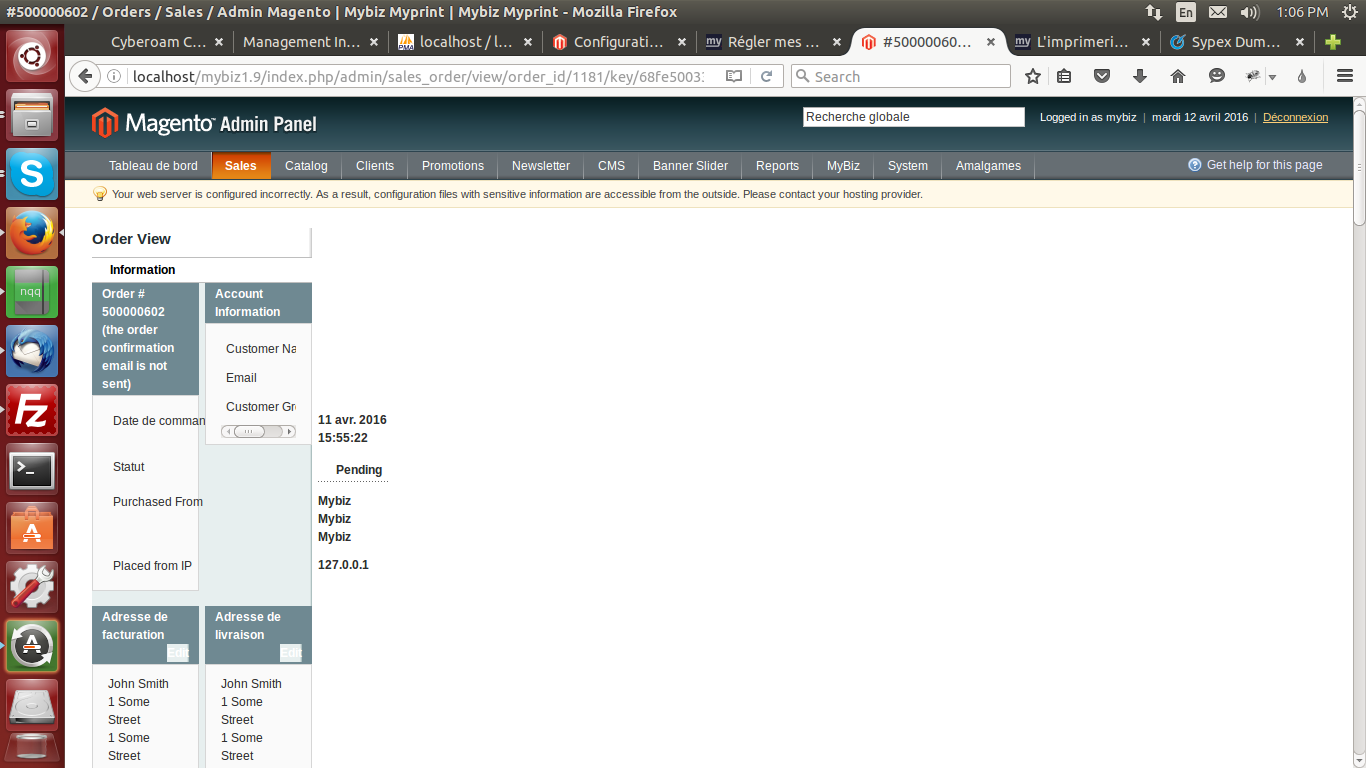 #500000602 / Orders / Sales / Admin Magento | Mybiz Myprint | Mybiz Myprint - Mozilla Firefox
En
1:06 PM
Cyberoam C...
Management In...
localhost / l...
Configurati...
Régler mes ...
#50000060...
L'imprimeri...
Sypex Dum...
localhost/mybiz1.9/index.php/admin/sales_order/view/order_id/1181/key/68fe5003
Search
Magento Admin Panel
Recherche globale
Logged in as mybiz | mardi 12 avril 2016 | Déconnexion
Tableau de bord
Sales
Catalog
Clients
Promotions
Newsletter
CMS
Banner Slider
Reports
MyBiz
System
Amalgames
Get help for this page
Your web server is configured incorrectly. As a result, configuration files with sensitive information are accessible from the outside. Please contact your hosting provider.
Order View
Information
Order #
500000602
(the order
confirmation
email is not
sent)
Account
Information
Customer Na
Email
Customer Gr
Date de comman
11 avr. 2016
15:55:22
Statut
Pending
Purchased From
Mybiz
Mybiz
Mybiz
Placed from IP
127.0.0.1
Adresse de
facturation
Edit
Adresse de
livraison
Edit
John Smith
1 Some
Street
1 Some
Street
John Smith
1 Some
Street
1 Some
Street
nqq